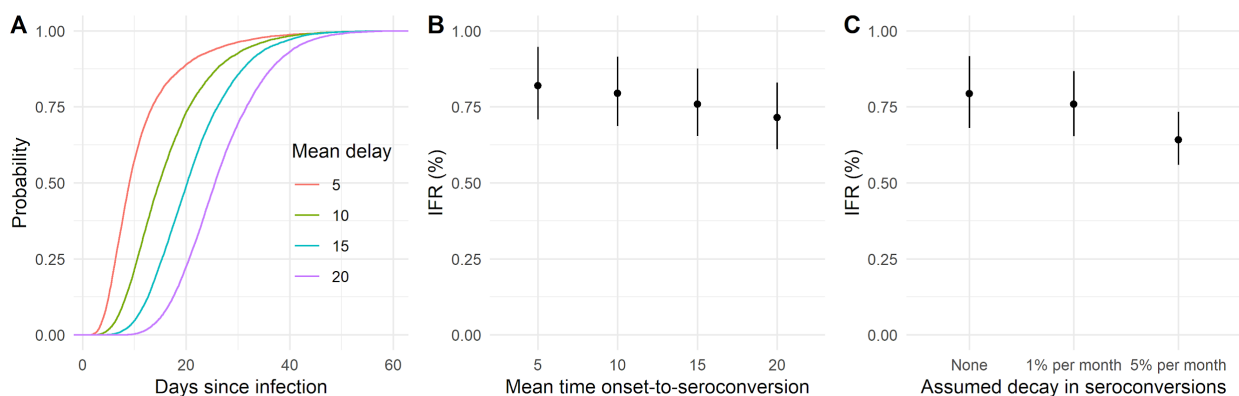 A
1.00
0.75
0.50
0.25
0.00
Probability
0 20 40 60
Days since infection
Mean delay
5
10
15
20
B
1.00
0.75
0.50
0.25
0.00
IFR (%)
5 10 15 20
Mean time onset-to-seroconversion
C
1.00
0.75
0.50
0.25
0.00
IFR (%)
None 1% per month 5% per month
Assumed decay in seroconversions